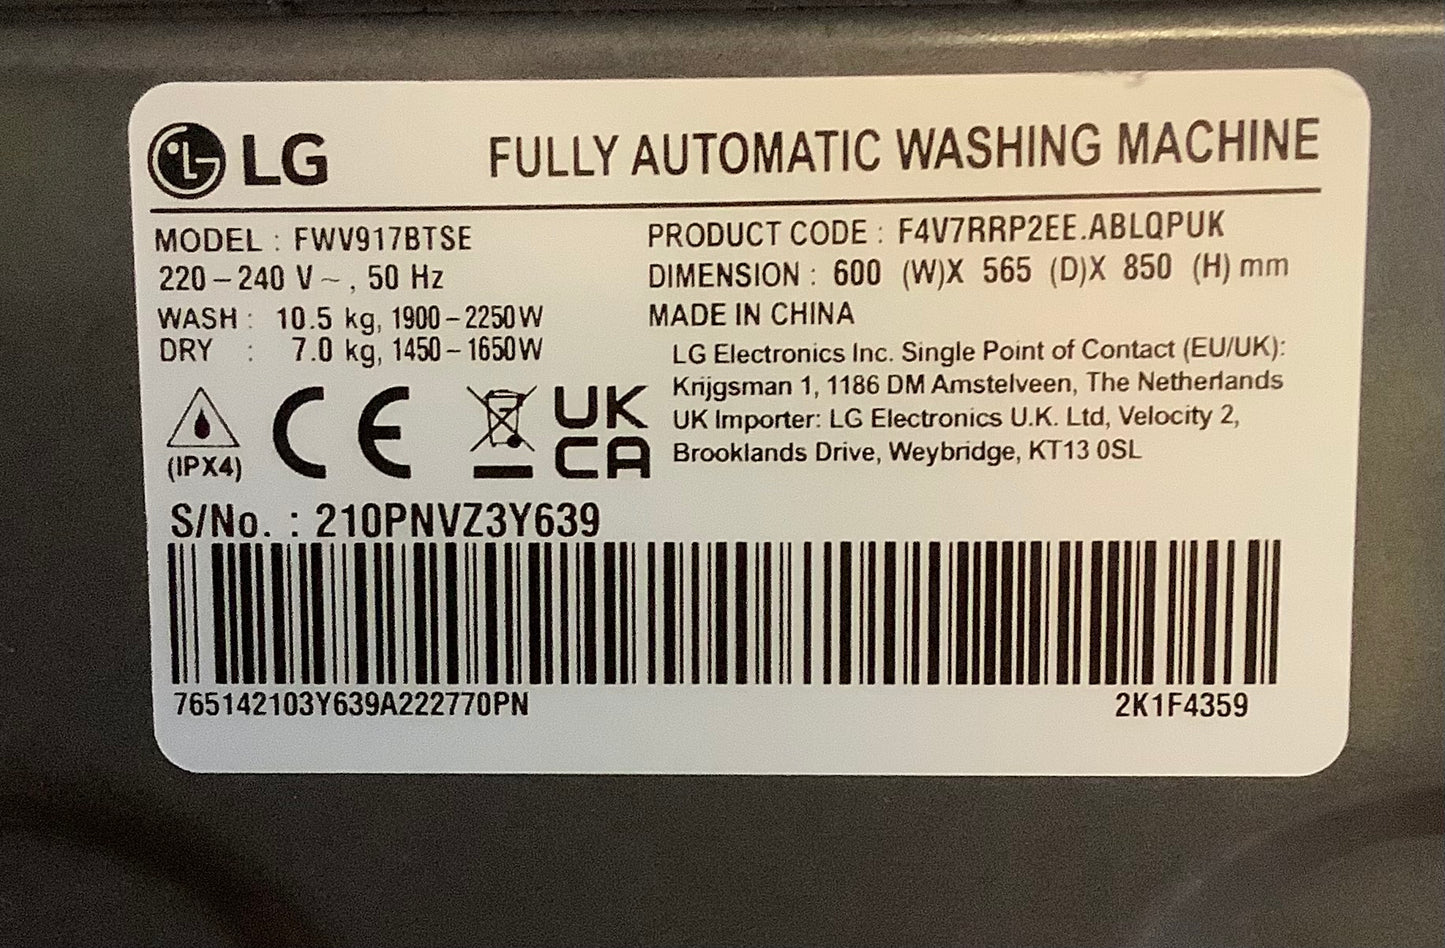 LG FULLY AUTOMATIC WASHING MACHINE
MODEL : FWV917BTSE
220 – 240 V ~ , 50 Hz
WASH : 10.5 kg, 1900 – 2250W
DRY : 7.0 kg, 1450 – 1650W
PRODUCT CODE : F4V7RRP2EE.ABLQPUK
DIMENSION : 600 (W)X 565 (D)X 850 (H) mm
MADE IN CHINA
LG Electronics Inc. Single Point of Contact (EU/UK):
Krijgsman 1, 1186 DM Amstelveen, The Netherlands
UK Importer: LG Electronics U.K. Ltd, Velocity 2,
Brooklands Drive, Weybridge, KT13 0SL
(IPX4)
CE
UK
CA
S/No. : 210PNVZ3Y639
765142103Y639A222770PN 2K1F4359